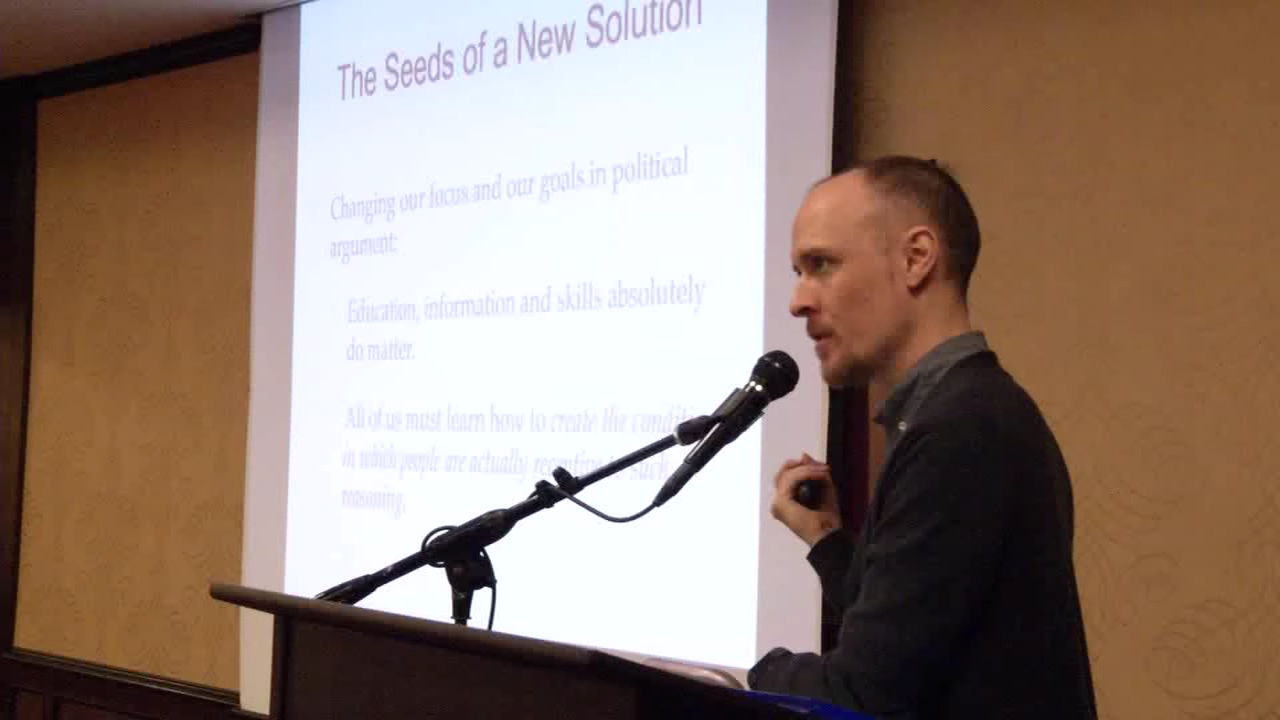 The Seeds of a New Solution
Changing our focus and our goals in political
argument:
Education, information and skills absolutely
do matter.
All of us must learn how to create the
in which people are actually
reasoning.